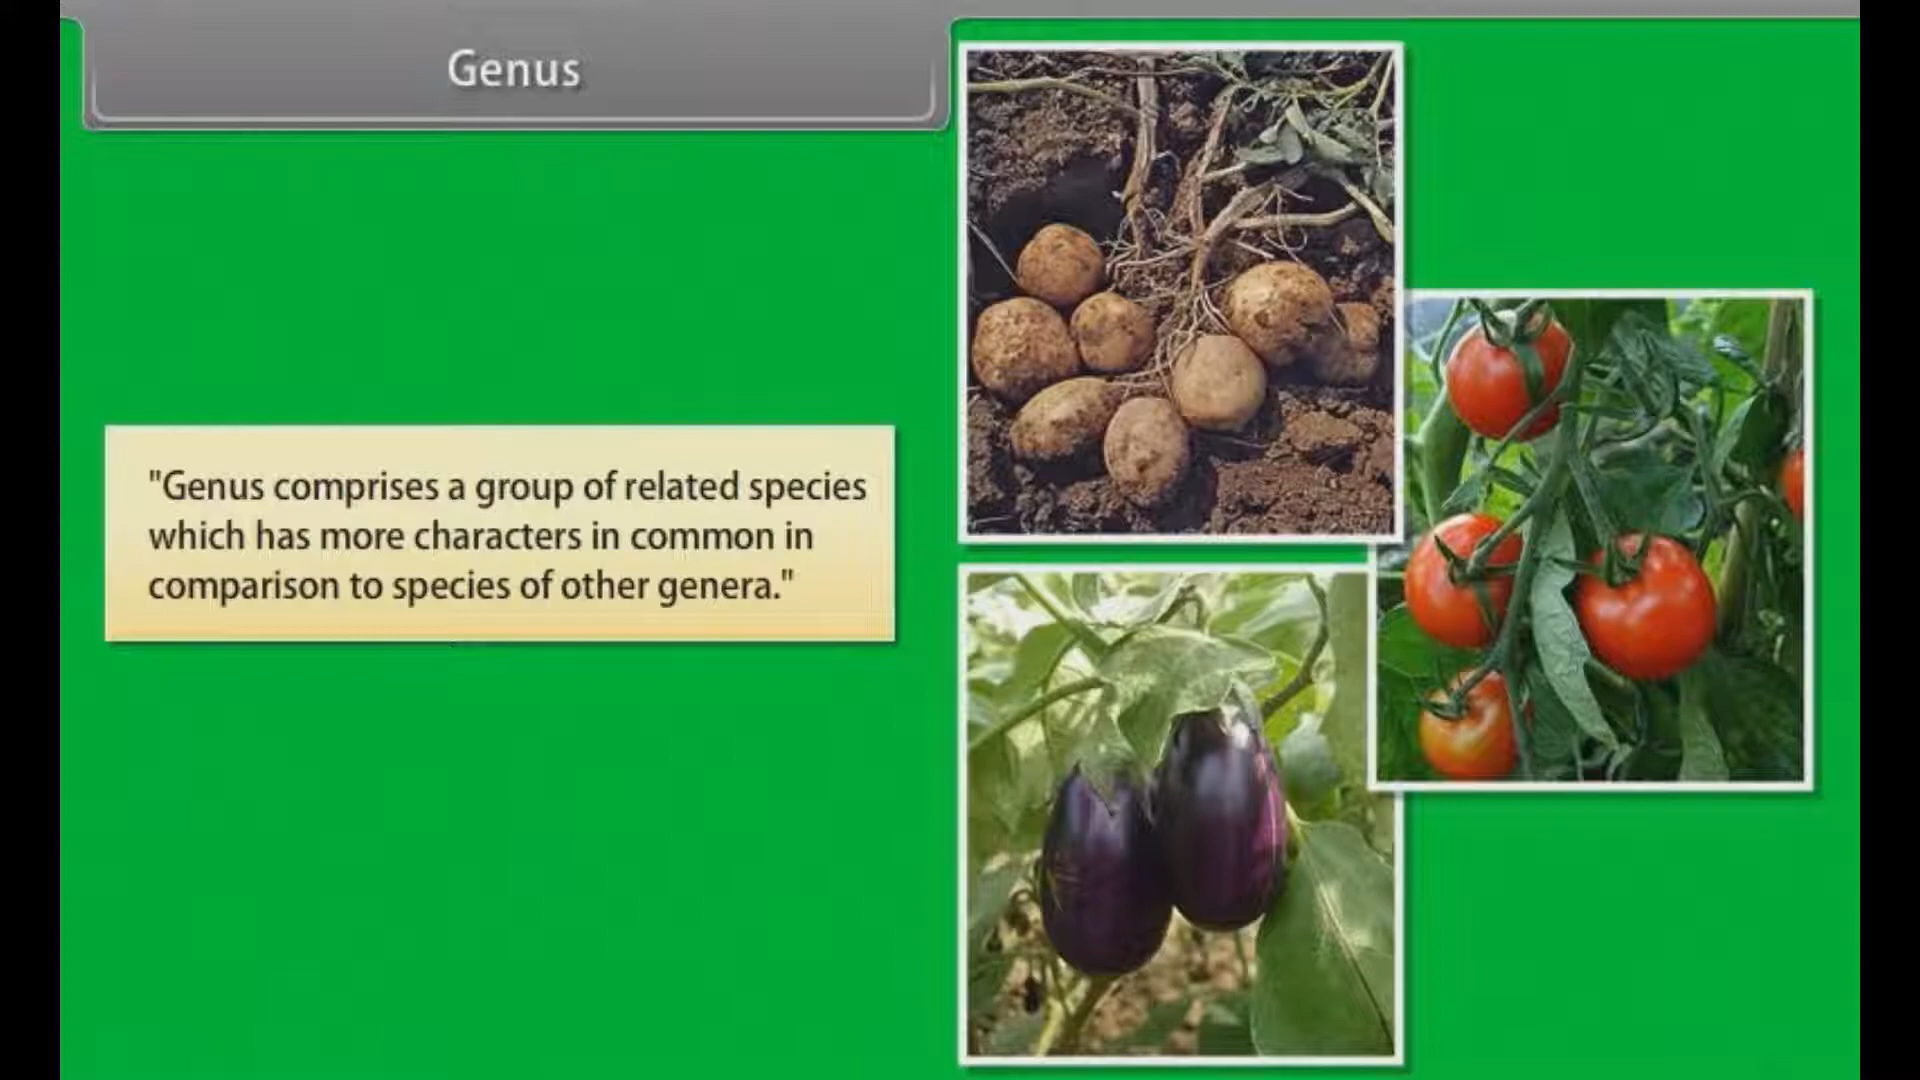 Genus
"Genus comprises a group of related species
which has more characters in common in
comparison to species of other genera."